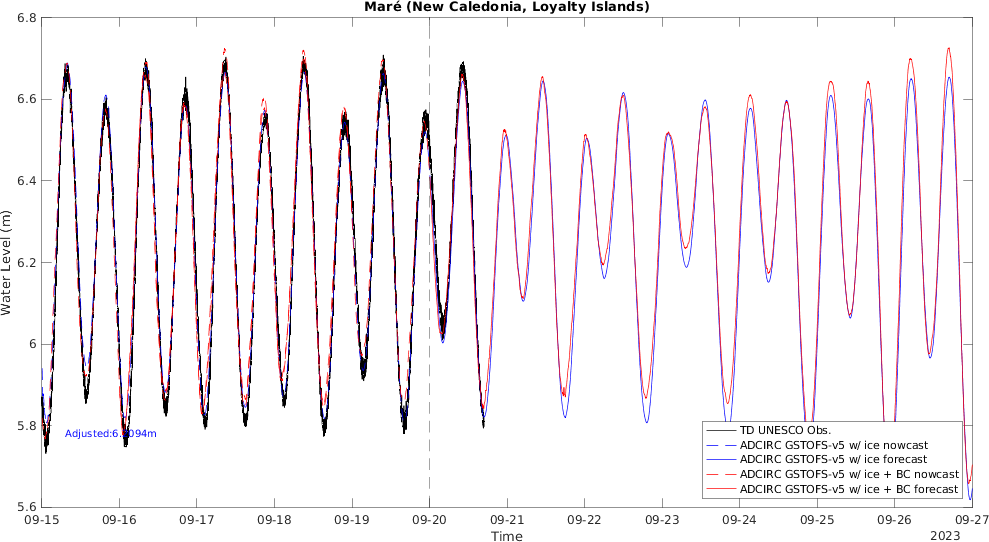 Maré (New Caledonia, Loyalty Islands)
6.8
6.6
6.4
6.2
6
5.8
5.6
Water Level (m)
09-15
09-16
09-17
09-18
09-19
09-20
09-21
09-22
09-23
09-24
09-25
09-26
09-27
Time
2023
TD UNESCO Obs.
ADCIRC GSTOFS-v5 w/ ice nowcast
ADCIRC GSTOFS-v5 w/ ice forecast
ADCIRC GSTOFS-v5 w/ ice + BC nowcast
ADCIRC GSTOFS-v5 w/ ice + BC forecast